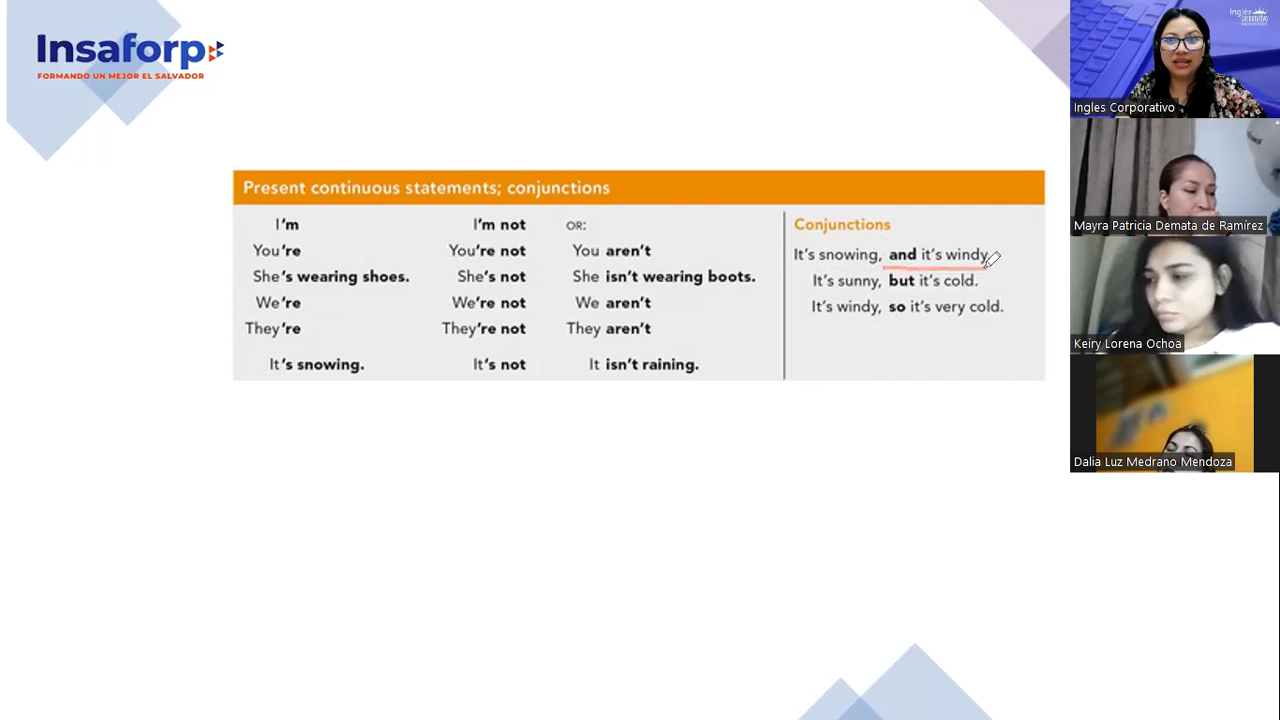 Insaforp
FORMANDO UN MEJOR EL SALVADOR
Present continuous statements; conjunctions
I'm I'm not OR: Conjunctions
You're You're not You aren't It's snowing, and it's windy.
She's wearing shoes. She's not She isn't wearing boots. It's sunny, but it's cold.
We're We're not We aren't It's windy, so it's very cold.
They're They're not They aren't
It's snowing. It's not It isn't raining.
Ingles Corporativo
Mayra Patricia Demata de Ramírez
Keiry Lorena Ochoa
Dalia Luz Medrano Mendoza